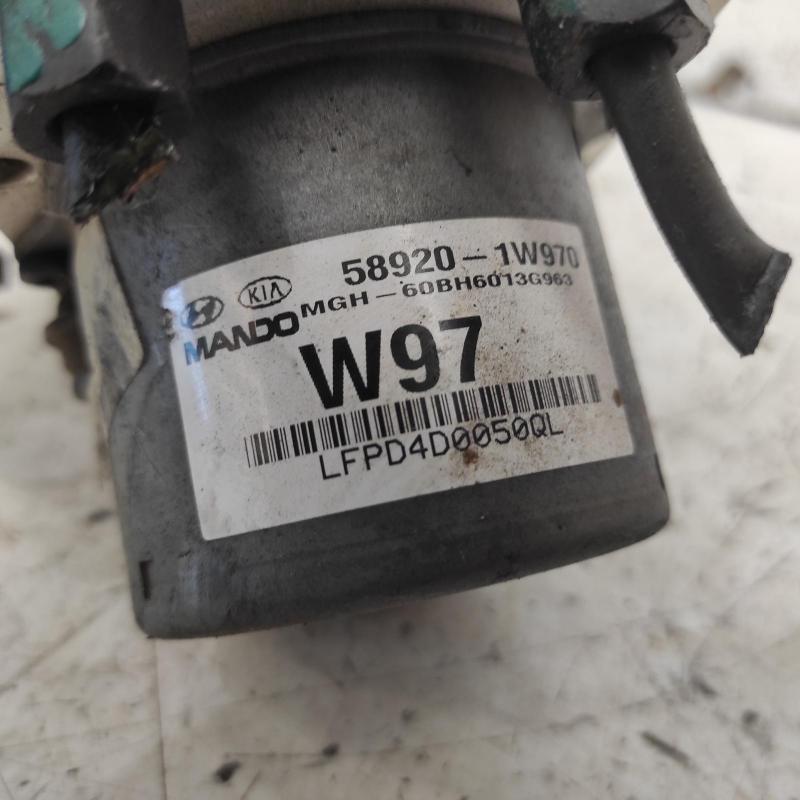 58920-1W970
KIA
MGH-60BH6013G963
MANDO
W97
LFPD4D0050QL